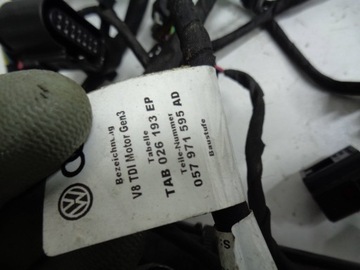 Bezeichnung
V8 TDI Motor Gen3
Tabelle
TAB 026 193 EP
Teile-Nummer
057 971 595 AD
Baustufe